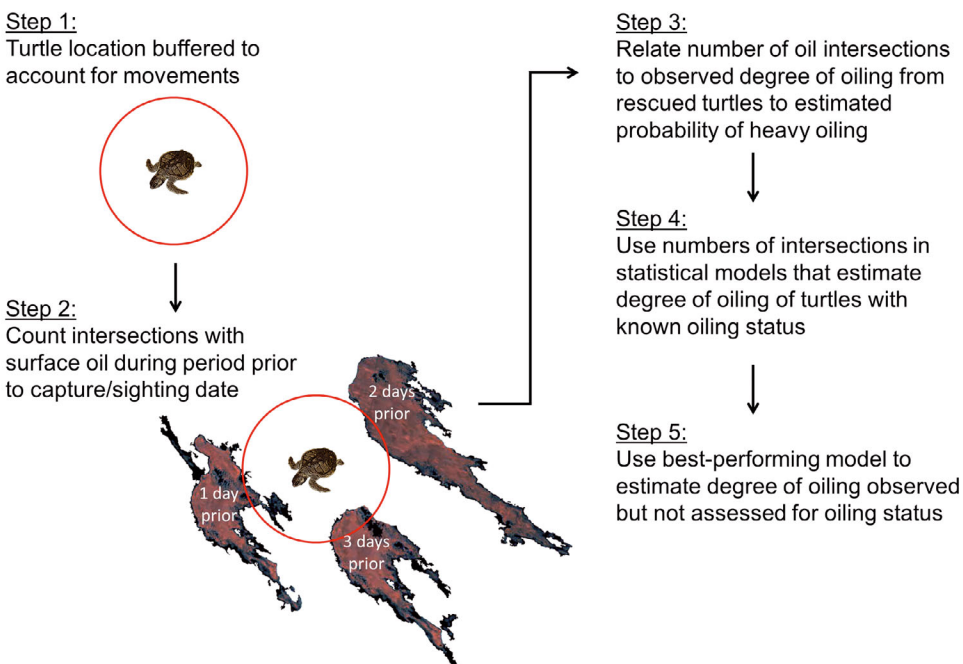 Step 1:
Turtle location buffered to
account for movements
Step 2:
Count intersections with
surface oil during period prior
to capture/sighting date
1 day
prior
2 days
prior
3 days
prior
Step 3:
Relate number of oil intersections
to observed degree of oiling from
rescued turtles to estimated
probability of heavy oiling
Step 4:
Use numbers of intersections in
statistical models that estimate
degree of oiling of turtles with
known oiling status
Step 5:
Use best-performing model to
estimate degree of oiling observed
but not assessed for oiling status